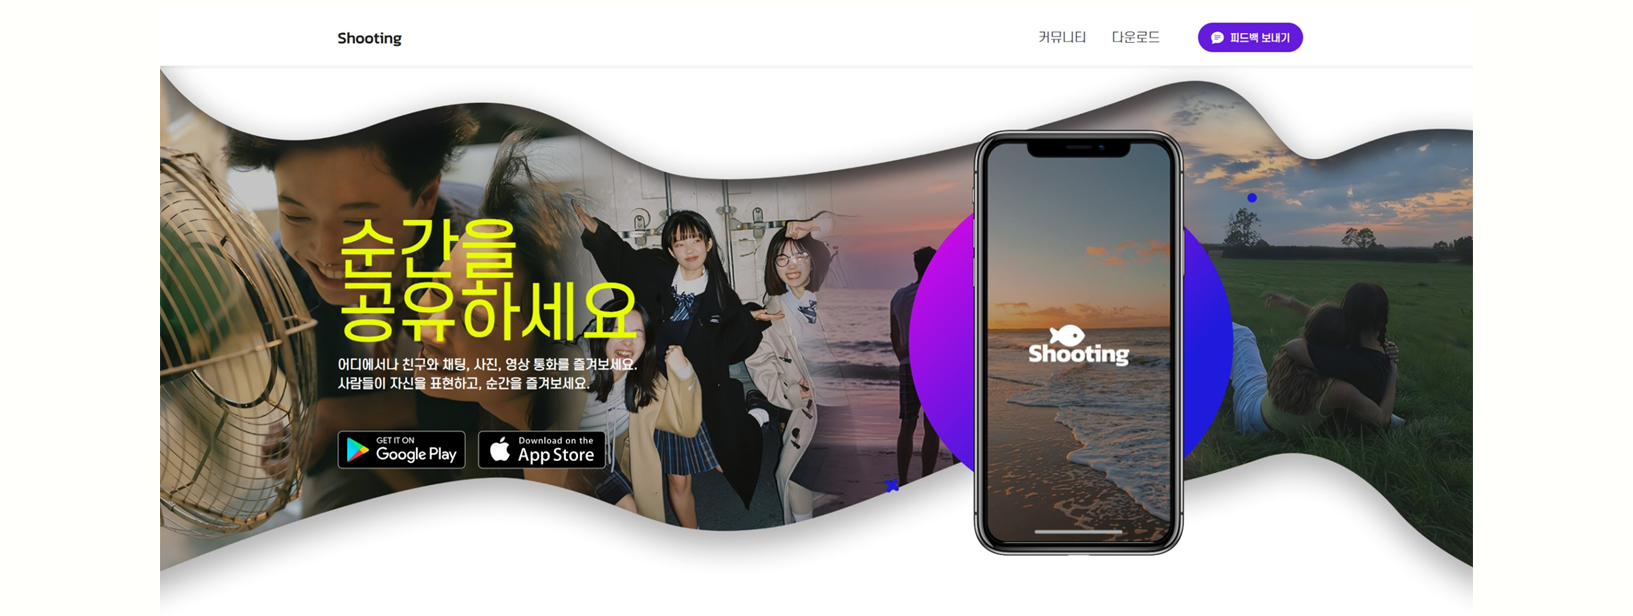 Shooting
커뮤니티
다운로드
피드백 보내기
순간을
공유하세요
어디에서나 친구와 채팅, 사진, 영상 통화를 즐겨보세요.
사람들이 자신을 표현하고, 순간을 즐겨보세요.
GET IT ON
Google Play
Download on the
App Store
Shooting